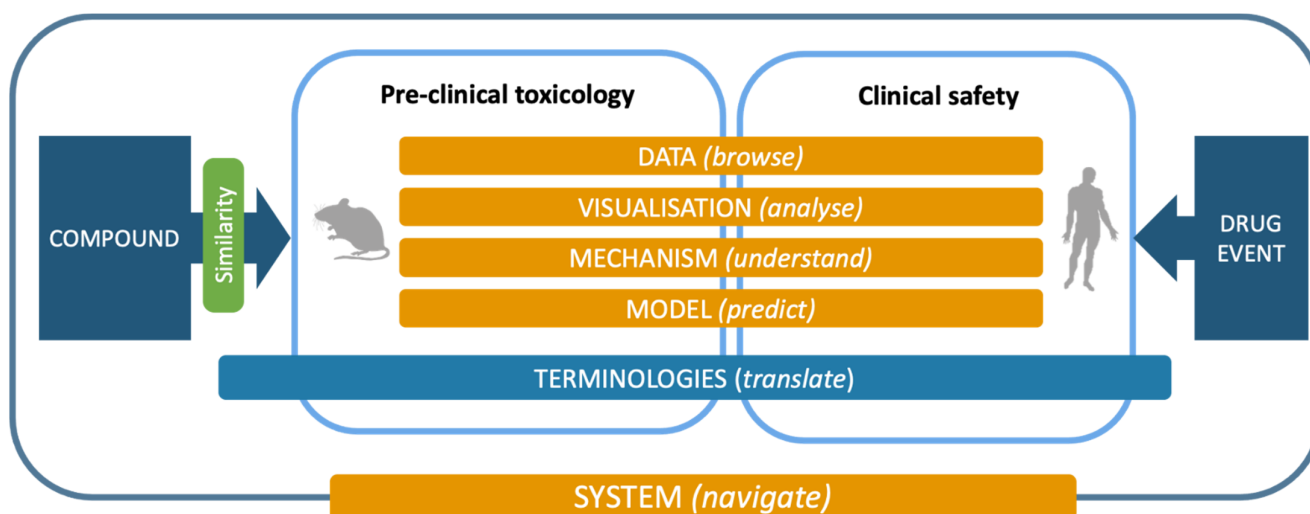 Pre-clinical toxicology
Clinical safety
COMPOUND
Similarity
DATA (browse)
VISUALISATION (analyse)
MECHANISM (understand)
MODEL (predict)
DRUG
EVENT
TERMINOLOGIES (translate)
SYSTEM (navigate)